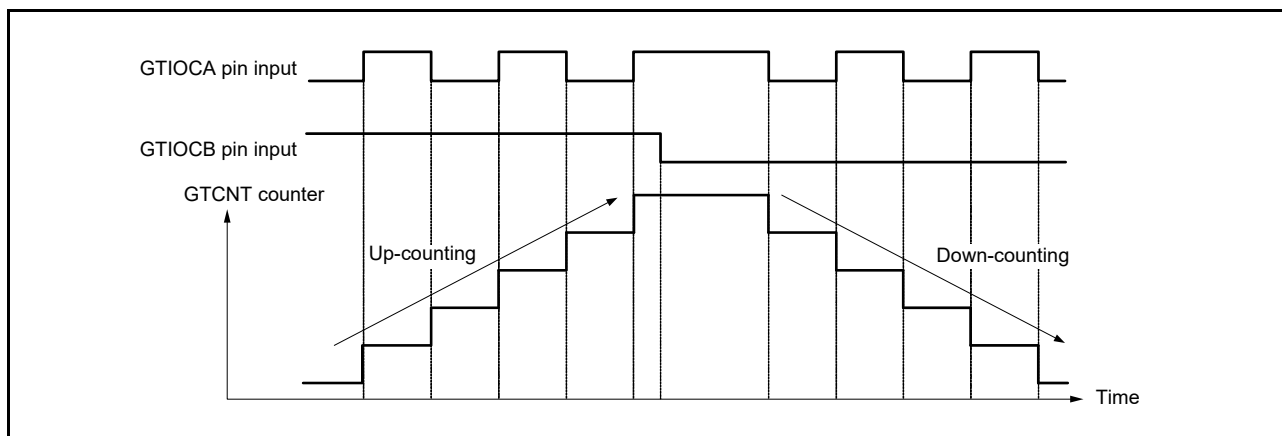 GTIOCA pin input
GTIOCB pin input
GTCNT counter
Up-counting
Down-counting
Time